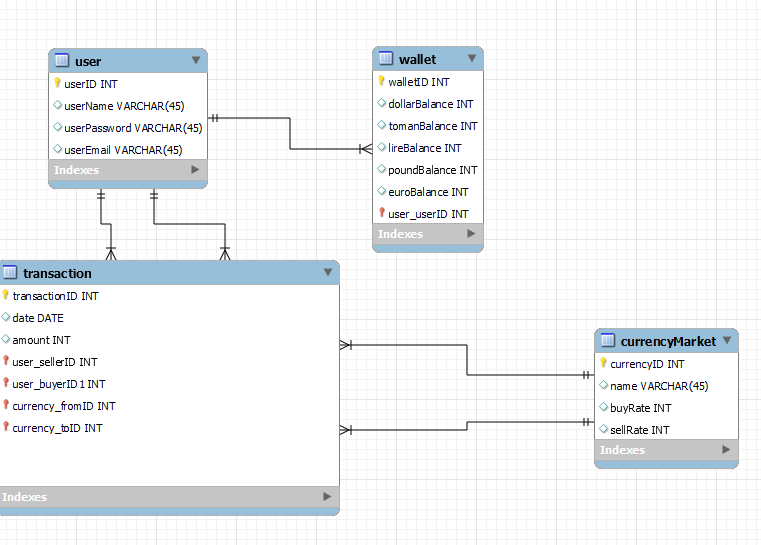 user
userID INT
userName VARCHAR(45)
userPassword VARCHAR(45)
userEmail VARCHAR(45)
Indexes
wallet
walletID INT
dollarBalance INT
tomanBalance INT
lireBalance INT
poundBalance INT
euroBalance INT
user_userID INT
Indexes
transaction
transactionID INT
date DATE
amount INT
user_sellerID INT
user_buyerID1 INT
currency_fromID INT
currency_toID INT
Indexes
currencyMarket
currencyID INT
name VARCHAR(45)
buyRate INT
sellRate INT
Indexes